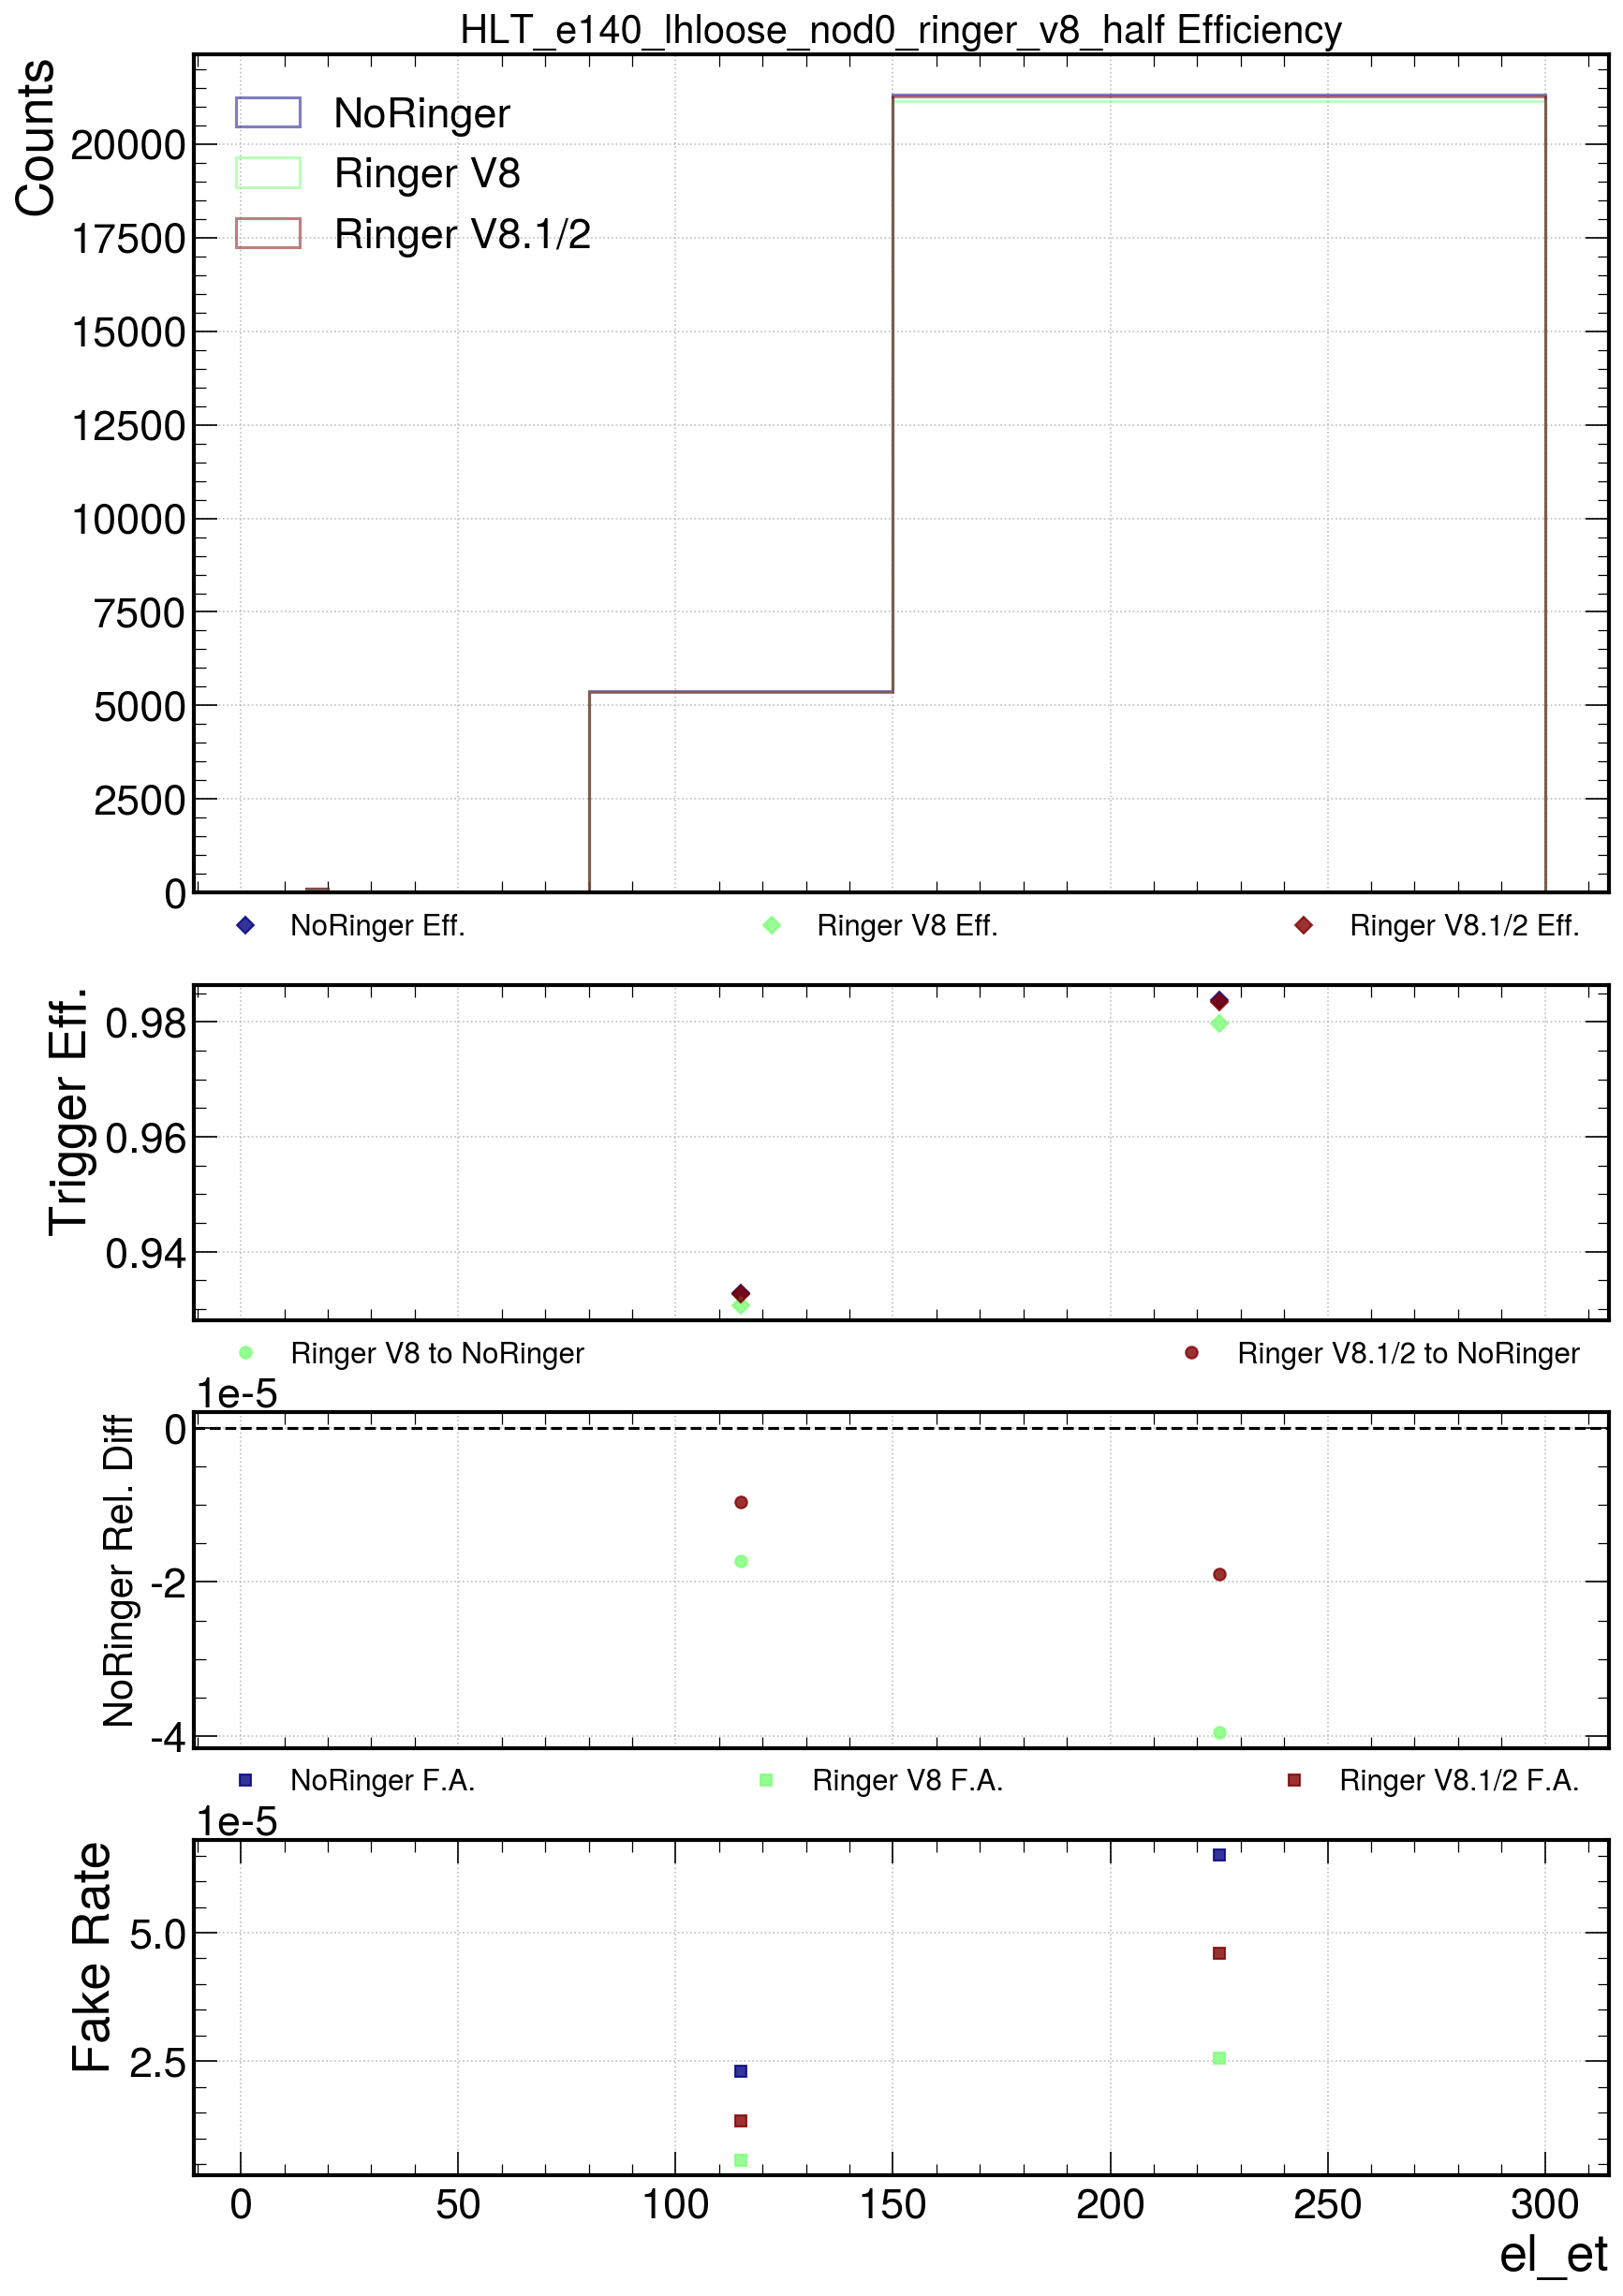 HLT_e140_lhloose_nod0_ringer_v8_half Efficiency
Counts
NoRinger
Ringer V8
Ringer V8.1/2
20000
17500
15000
12500
10000
7500
5000
2500
0
NoRinger Eff.
Ringer V8 Eff.
Ringer V8.1/2 Eff.
Trigger Eff.
0.98
0.96
0.94
Ringer V8 to NoRinger
Ringer V8.1/2 to NoRinger
1e-5
NoRinger Rel. Diff
0
-2
-4
NoRinger F.A.
Ringer V8 F.A.
Ringer V8.1/2 F.A.
1e-5
Fake Rate
5.0
2.5
0 50 100 150 200 250 300
el_et